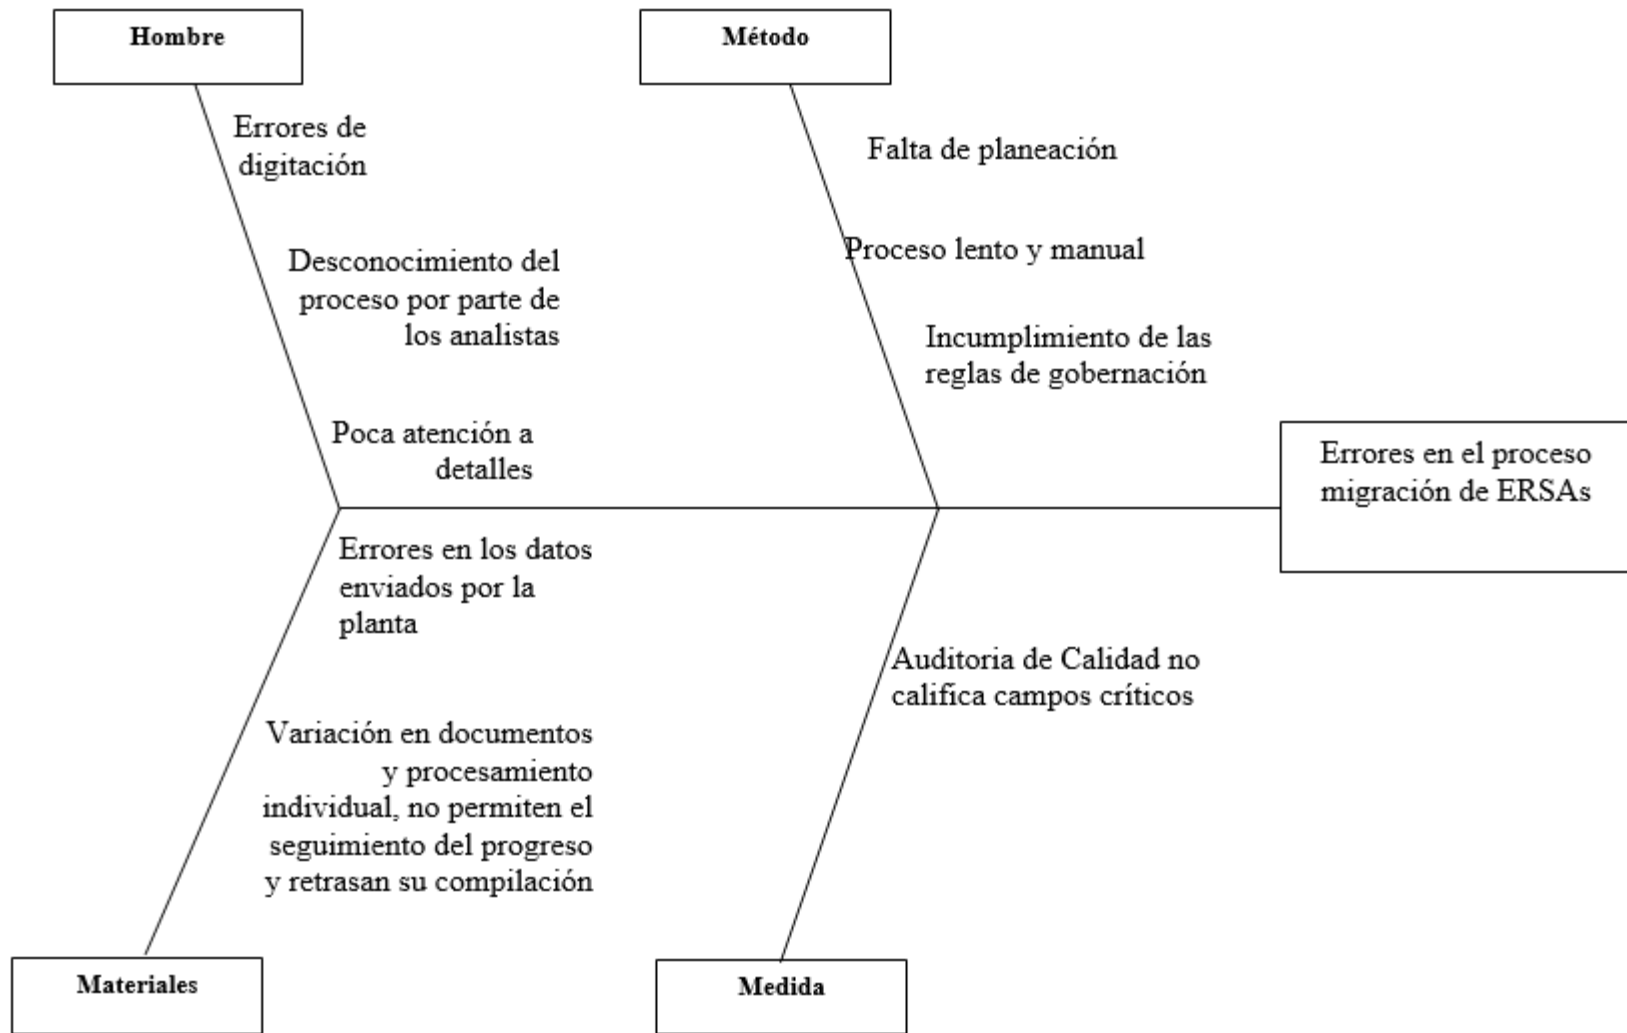 Hombre
Método
Errores de
digitación
Falta de planeación
Desconocimiento del
proceso por parte de
los analistas
Proceso lento y manual
Incumplimiento de las
reglas de gobernación
Poca atención a
detalles
Errores en el proceso
migración de ERSAs
Errores en los datos
enviados por la
planta
Auditoria de Calidad no
califica campos críticos
Variación en documentos
y procesamiento
individual, no permiten el
seguimiento del progreso
y retrasan su compilación
Materiales
Medida